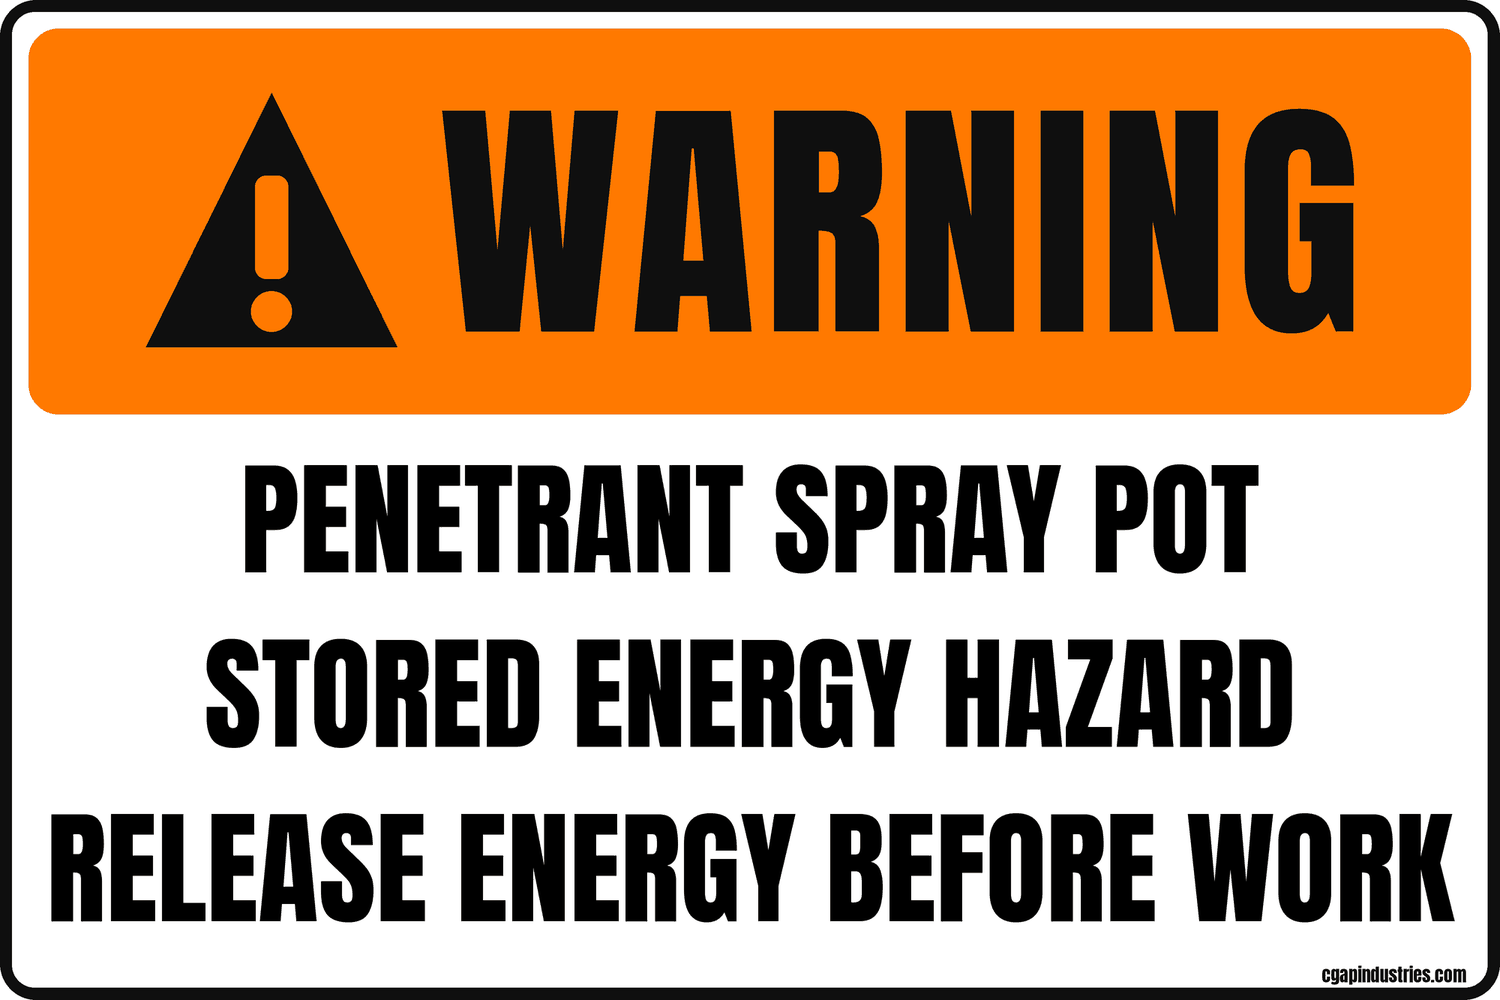 WARNING
PENETRANT SPRAY POT
STORED ENERGY HAZARD
RELEASE ENERGY BEFORE WORK
cgapindustries.com